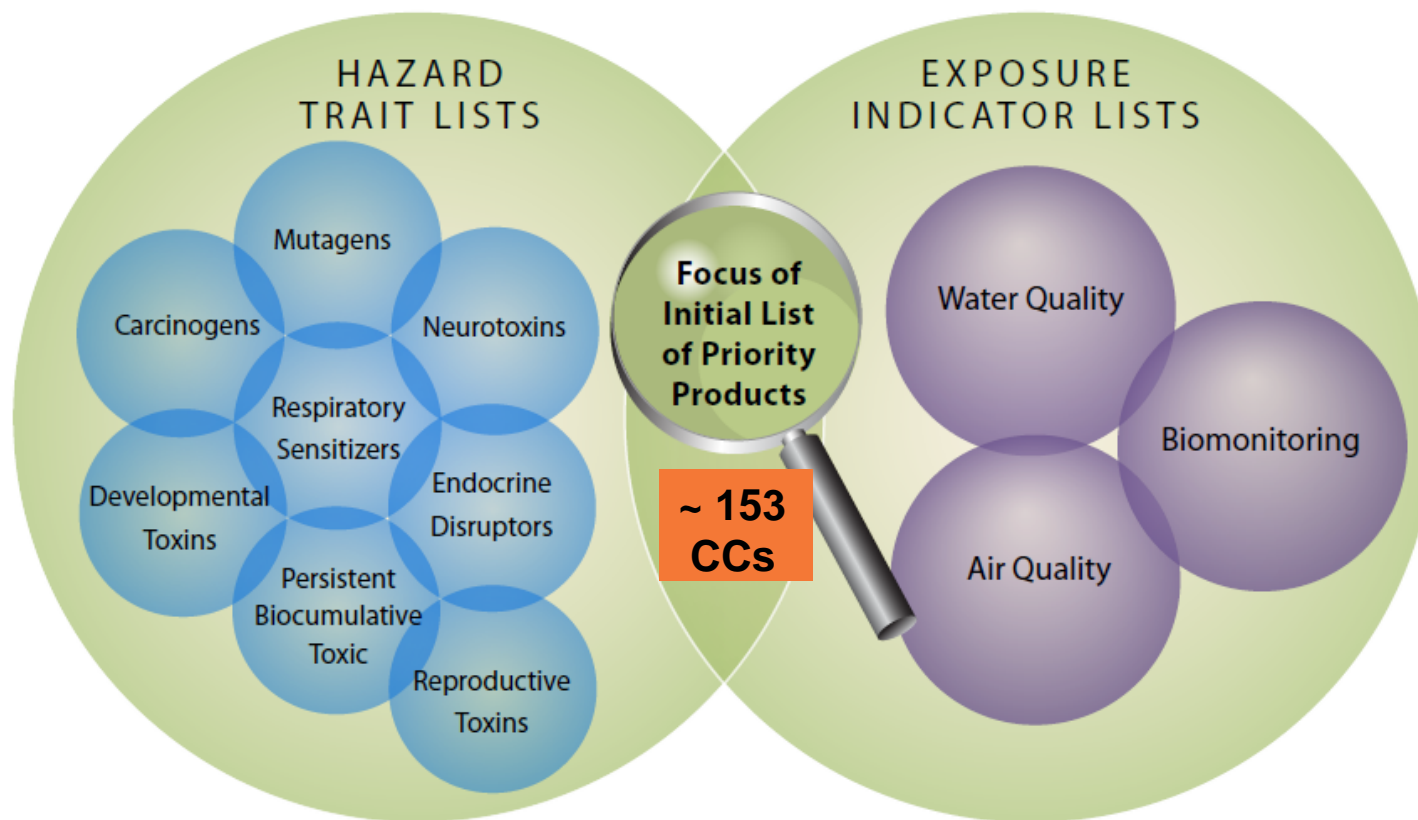 HAZARD
TRAIT LISTS
EXPOSURE
INDICATOR LISTS
Mutagens
Carcinogens
Neurotoxins
Respiratory
Sensitizers
Developmental
Toxins
Endocrine
Disruptors
Persistent
Biocumulative
Toxic
Reproductive
Toxins
Focus of
Initial List
of Priority
Products
~ 153
CCs
Water Quality
Biomonitoring
Air Quality